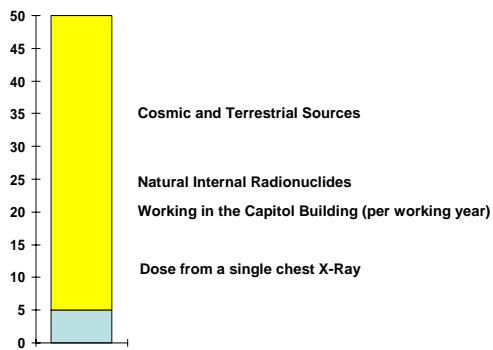 50
45
40
35
Cosmic and Terrestrial Sources
30
25
Natural Internal Radionuclides
20
Working in the Capitol Building (per working year)
15
10
Dose from a single chest X-Ray
5
0